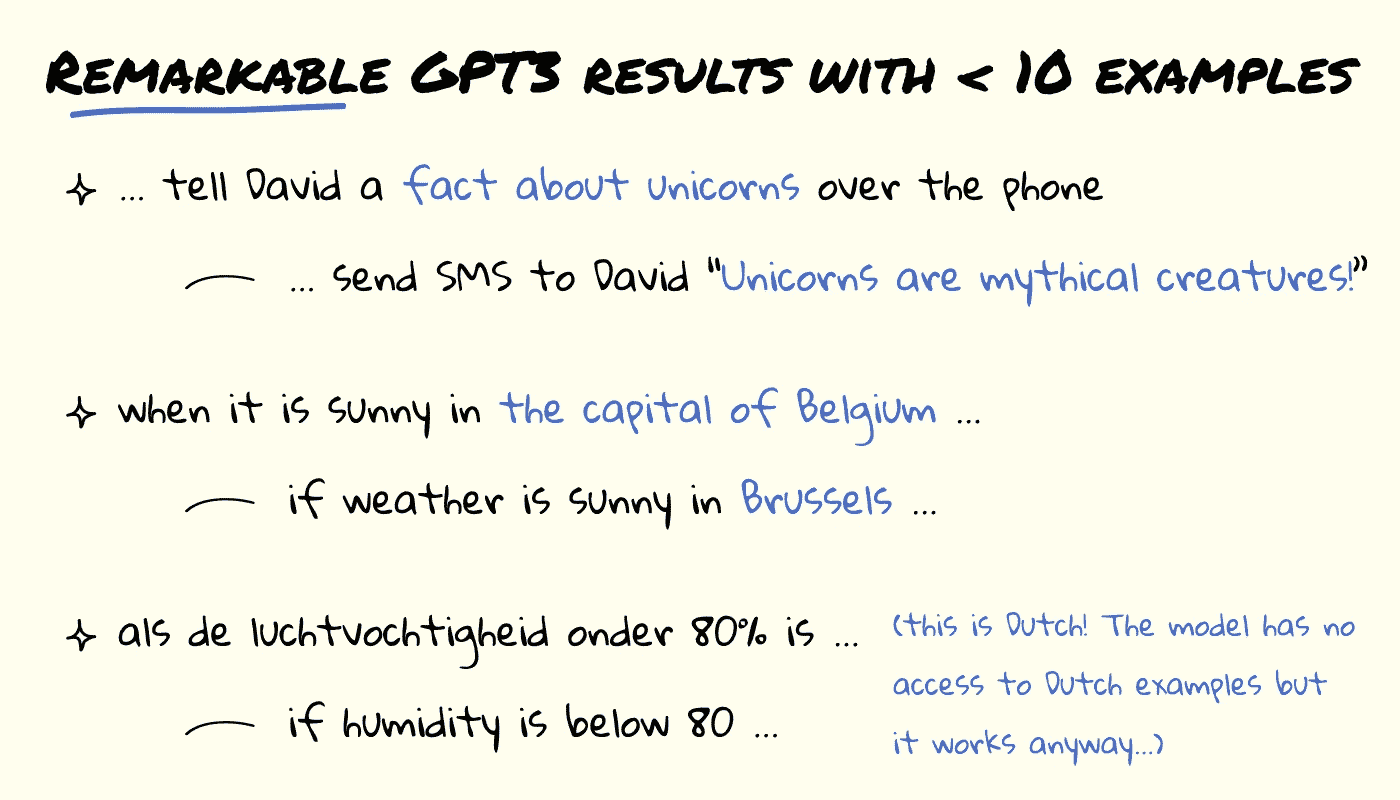 REMARKABLE GPT3 RESULTS WITH < 10 EXAMPLES
... tell David a fact about unicorns over the phone
... send SMS to David "Unicorns are mythical creatures!"
when it is sunny in the capital of Belgium ...
if weather is sunny in Brussels ...
als de luchtvochtigheid onder 80% is ...
if humidity is below 80 ...
(this is Dutch! The model has no
access to Dutch examples but
it works anyway...)